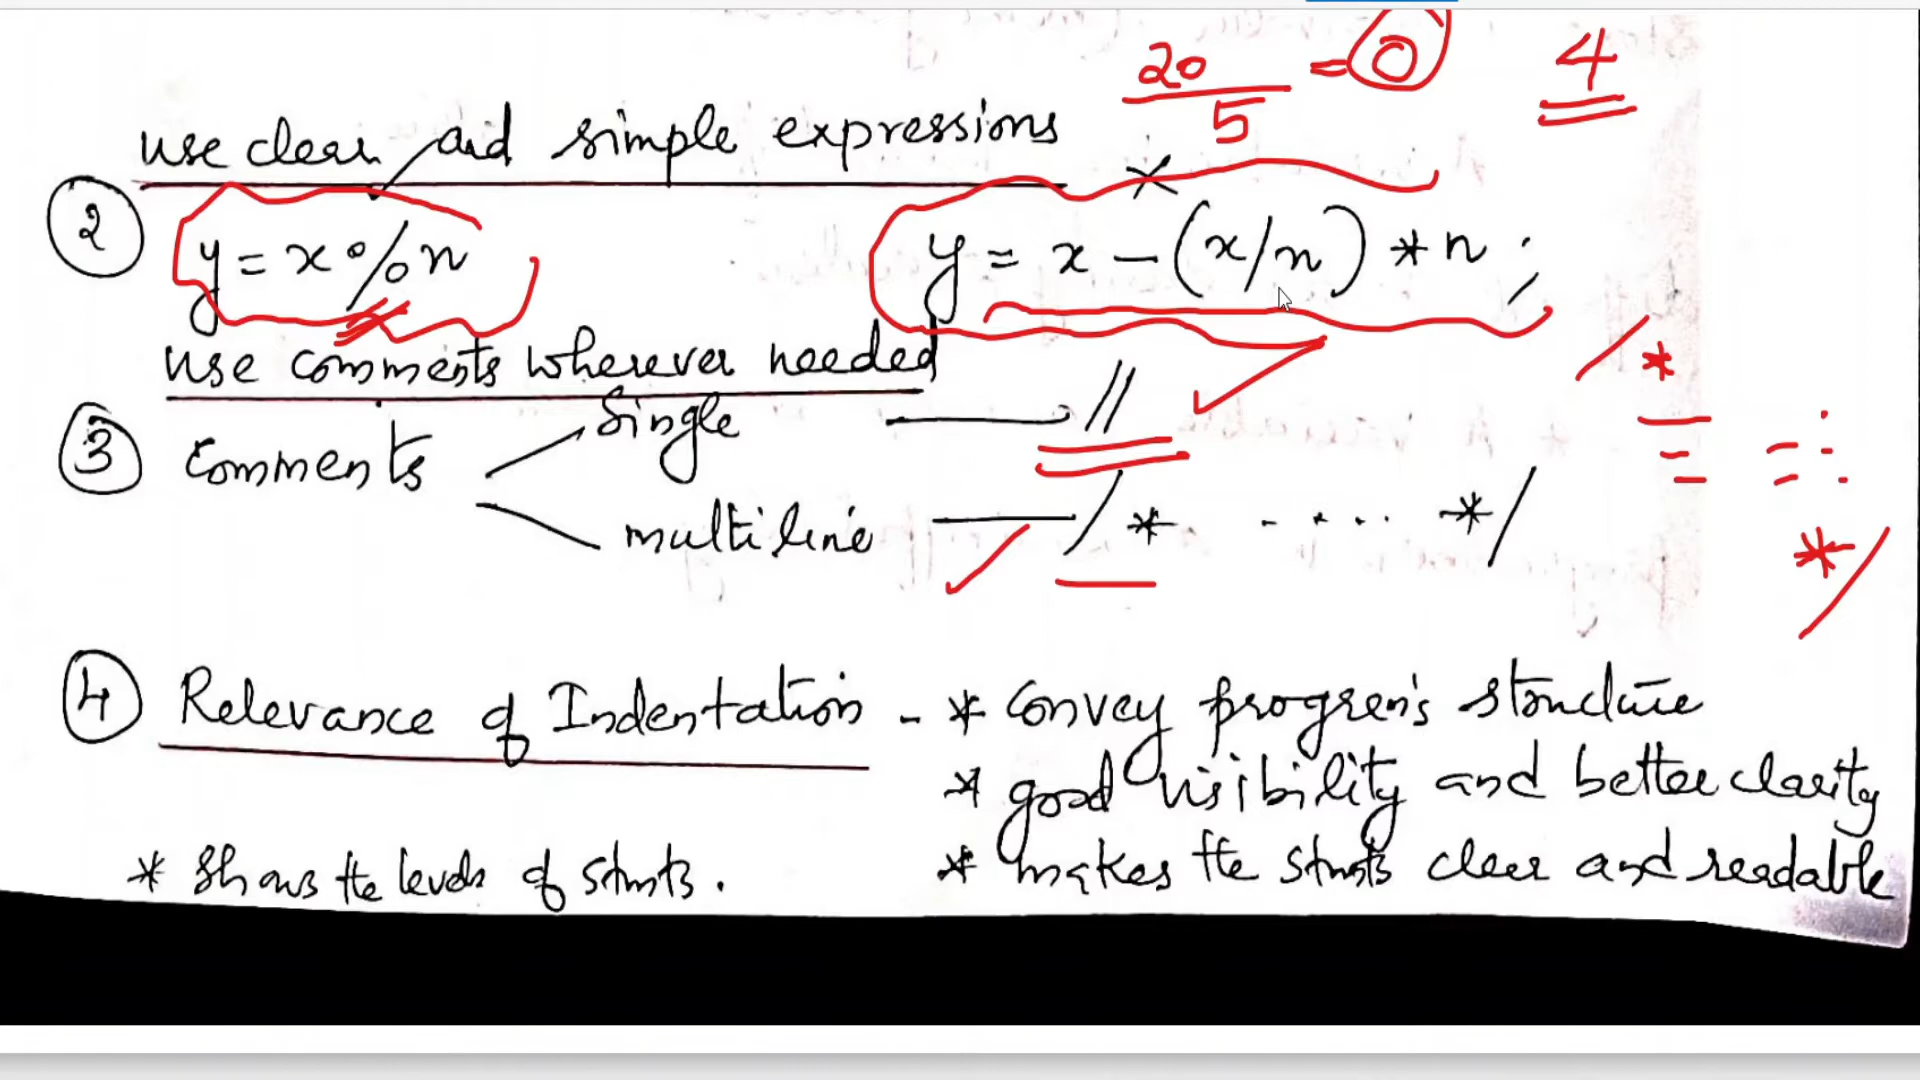 20/5 = 0 4
use clear and simple expressions
2 y = x % n y = x - (x/n) * n ;
use comments wherever needed
3 Comments single //
multiline /* - . . . */
/* */
4 Relevance of Indentation - * Convey program's structure
* good visibility and better clarity
* shows the levels of stmts. * makes the stmts clear and readable